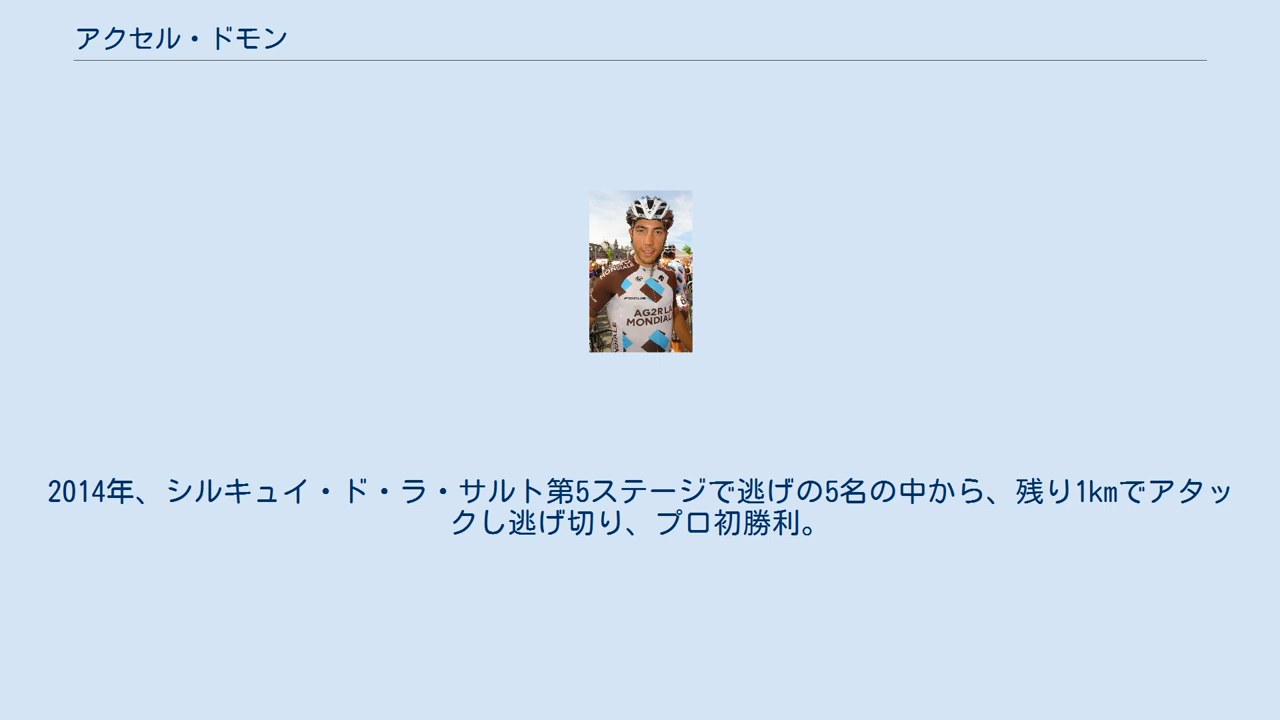 アクセル・ドモン
MONDIALE
FOCUS
AG2R LA
MONDIALE
2014年、シルキュイ・ド・ラ・サルト第5ステージで逃げの5名の中から、残り1kmでアタッ
クし逃げ切り、プロ初勝利。